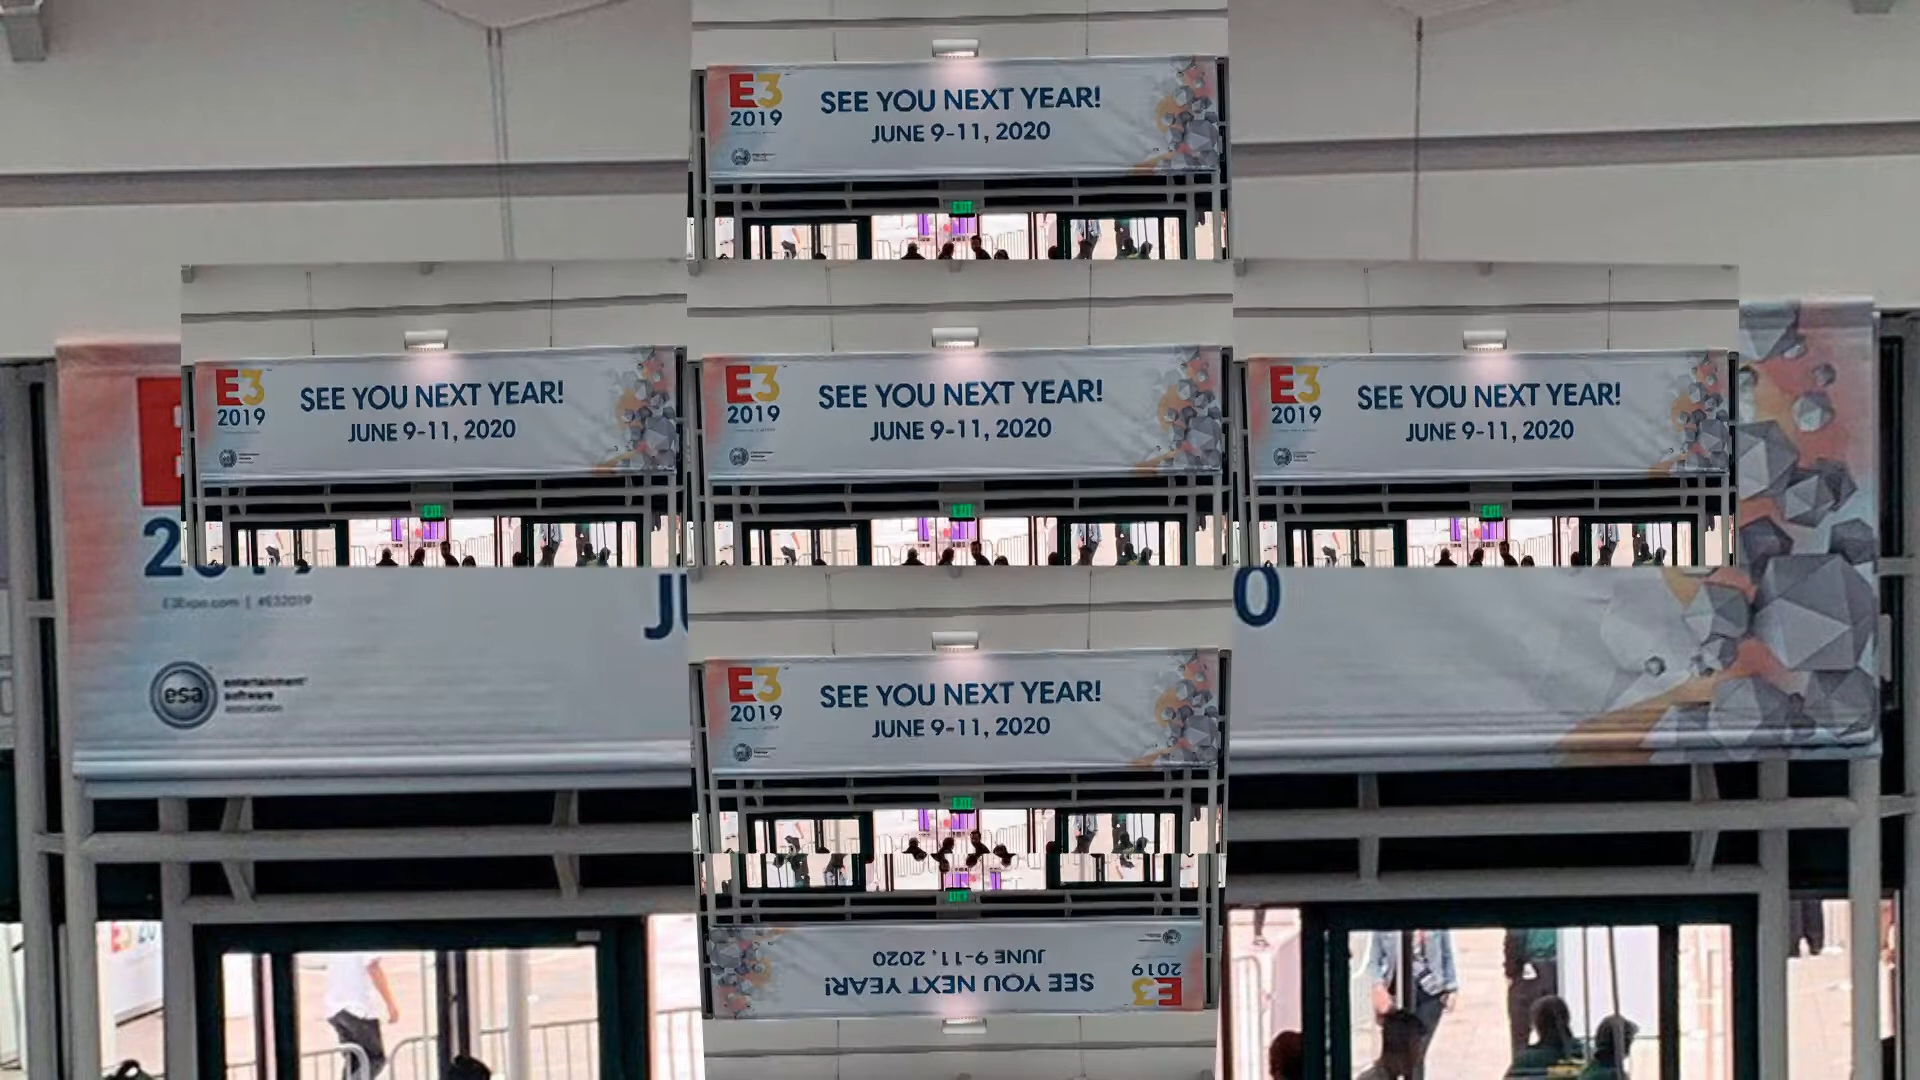 E3
2019
SEE YOU NEXT YEAR!
JUNE 9-11, 2020
EXIT
E3
2019
SEE YOU NEXT YEAR!
JUNE 9-11, 2020
EXIT
E3
2019
SEE YOU NEXT YEAR!
JUNE 9-11, 2020
EXIT
E3
2019
SEE YOU NEXT YEAR!
JUNE 9-11, 2020
EXIT
E3Expo.com | #E32019
esa
entertainment
software
association
E3
2019
SEE YOU NEXT YEAR!
JUNE 9-11, 2020
EXIT
EXIT
JUNE 9-11, 2020
SEE YOU NEXT YEAR!
E3
2019